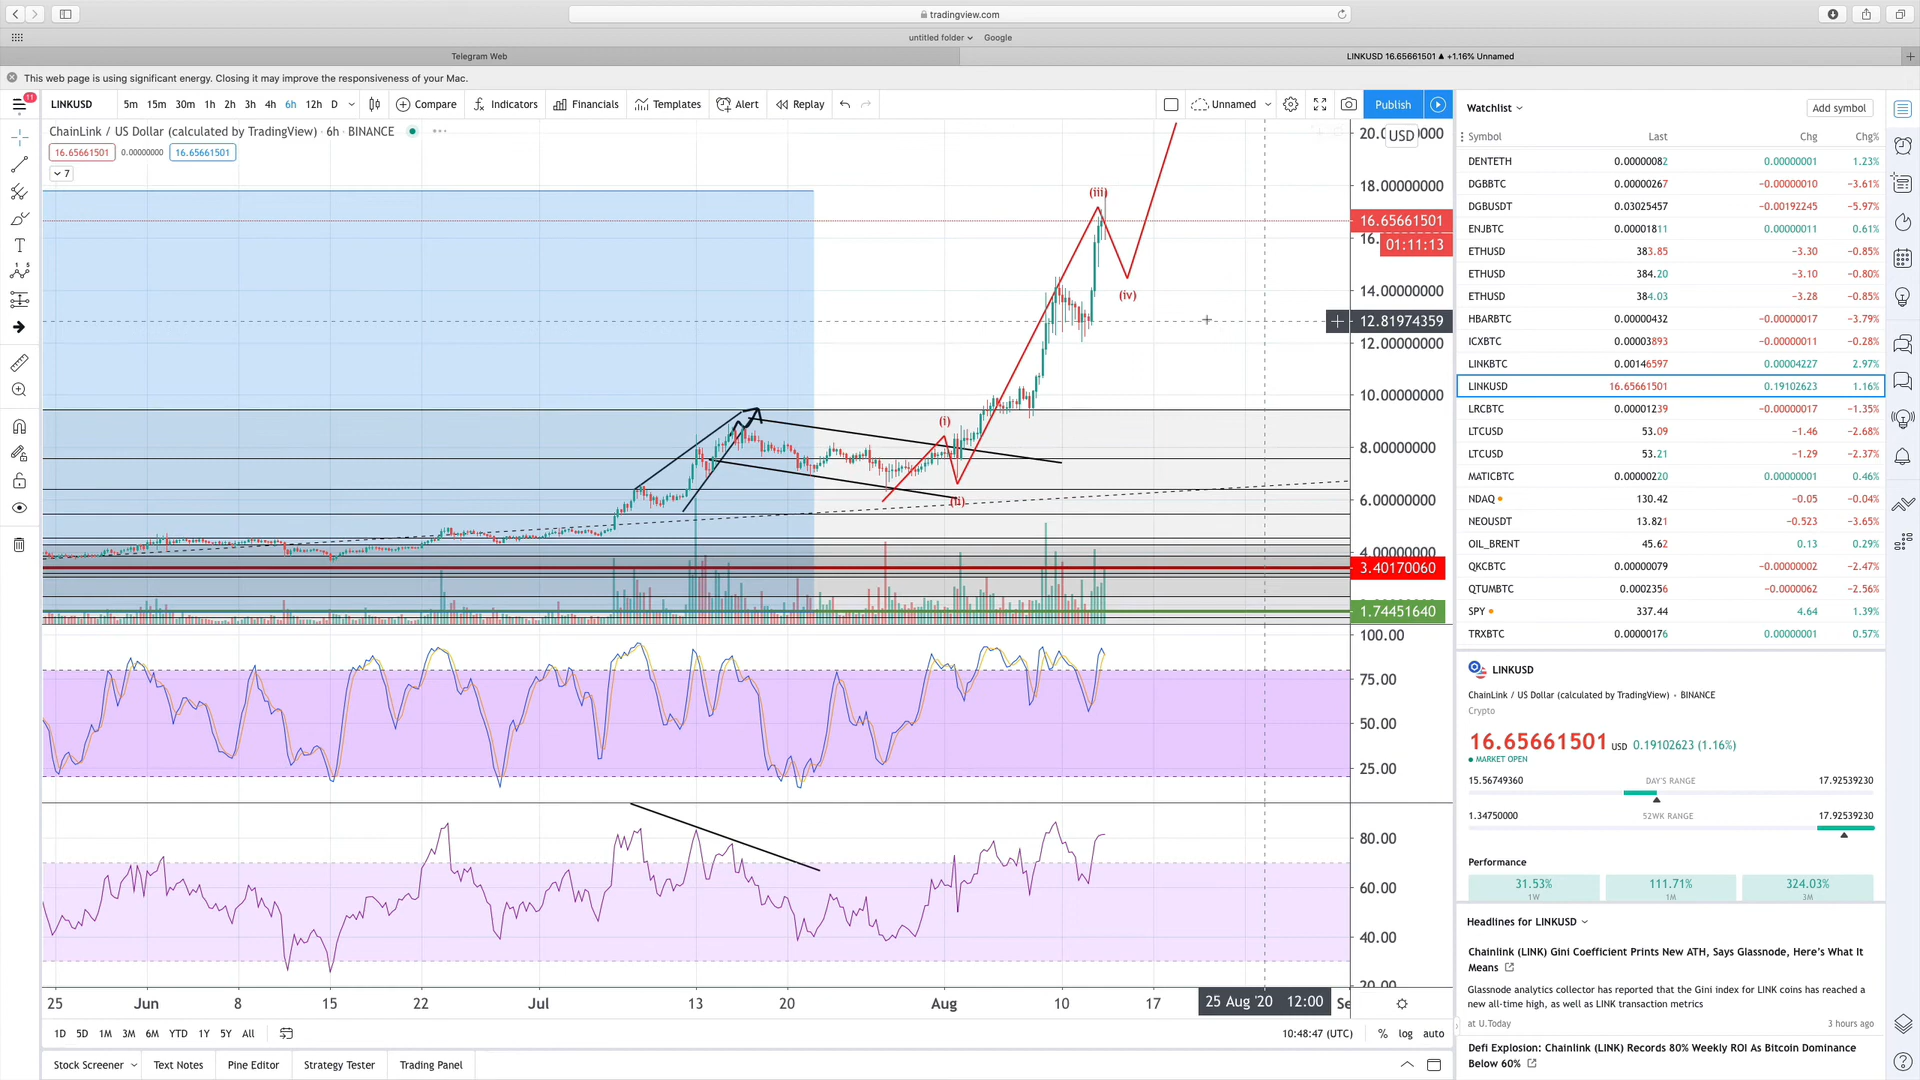 tradingview.com
untitled folder
Google
Telegram Web
LINKUSD 16.65661501 ▲ +1.16% Unnamed
This web page is using significant energy. Closing it may improve the responsiveness of your Mac.
11
LINKUSD 5m 15m 30m 1h 2h 3h 4h 6h 12h D Compare Indicators Financials Templates Alert Replay Unnamed Publish
ChainLink / US Dollar (calculated by TradingView) · 6h · BINANCE
16.65661501 0.00000000 16.65661501
7
USD
18.00000000
16.65661501
01:11:13
14.00000000
12.81974359
12.00000000
10.00000000
8.00000000
6.00000000
4.00000000
3.40170060
1.74451640
(i)
(ii)
(iii)
(iv)
100.00
75.00
50.00
25.00
80.00
60.00
40.00
20.00
25 Jun 8 15 22 Jul 13 20 Aug 10 17 25 Aug '20 12:00 Se
1D 5D 1M 3M 6M YTD 1Y 5Y All 10:48:47 (UTC) % log auto
Stock Screener Text Notes Pine Editor Strategy Tester Trading Panel
Watchlist Add symbol
Symbol Last Chg Chg%
DENTETH 0.00000082 0.00000001 1.23%
DGBBTC 0.00000267 −0.00000010 −3.61%
DGBUSDT 0.03025457 −0.00192245 −5.97%
ENJBTC 0.00001811 0.00000011 0.61%
ETHUSD 383.85 −3.30 −0.85%
ETHUSD 384.20 −3.10 −0.80%
ETHUSD 384.03 −3.28 −0.85%
HBARBTC 0.00000432 −0.00000017 −3.79%
ICXBTC 0.00003893 −0.00000011 −0.28%
LINKBTC 0.00146597 0.00004227 2.97%
LINKUSD 16.65661501 0.19102623 1.16%
LRCBTC 0.00001239 −0.00000017 −1.35%
LTCUSD 53.09 −1.46 −2.68%
LTCUSD 53.21 −1.29 −2.37%
MATICBTC 0.00000220 0.00000001 0.46%
NDAQ 130.42 −0.05 −0.04%
NEOUSDT 13.821 −0.523 −3.65%
OIL_BRENT 45.62 0.13 0.29%
QKCBTC 0.00000079 −0.00000002 −2.47%
QTUMBTC 0.0002356 −0.0000062 −2.56%
SPY 337.44 4.64 1.39%
TRXBTC 0.00000176 0.00000001 0.57%
LINKUSD
ChainLink / US Dollar (calculated by TradingView) • BINANCE
Crypto
16.65661501 USD 0.19102623 (1.16%)
MARKET OPEN
15.56749360 DAY'S RANGE 17.92539230
1.34750000 52WK RANGE 17.92539230
Performance
31.53% 111.71% 324.03%
1W 1M 3M
Headlines for LINKUSD
Chainlink (LINK) Gini Coefficient Prints New ATH, Says Glassnode, Here's What It
Means
Glassnode analytics collector has reported that the Gini index for LINK coins has reached a
new all-time high, as well as LINK transaction metrics
at U.Today 3 hours ago
Defi Explosion: Chainlink (LINK) Records 80% Weekly ROI As Bitcoin Dominance
Below 60%